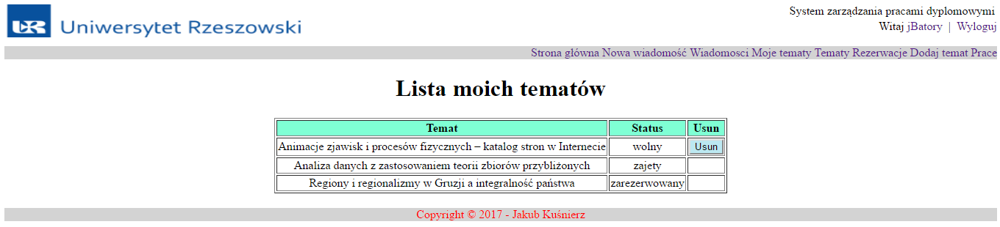 UR Uniwersytet Rzeszowski
System zarządzania pracami dyplomowymi
Witaj jBatory | Wyloguj
Strona główna Nowa wiadomość Wiadomosci Moje tematy Tematy Rezerwacje Dodaj temat Prace
Lista moich tematów
Temat Status Usun
Animacje zjawisk i procesów fizycznych – katalog stron w Internecie wolny Usun
Analiza danych z zastosowaniem teorii zbiorów przybliżonych zajety
Regiony i regionalizmy w Gruzji a integralność państwa zarezerwowany
Copyright © 2017 - Jakub Kuśnierz